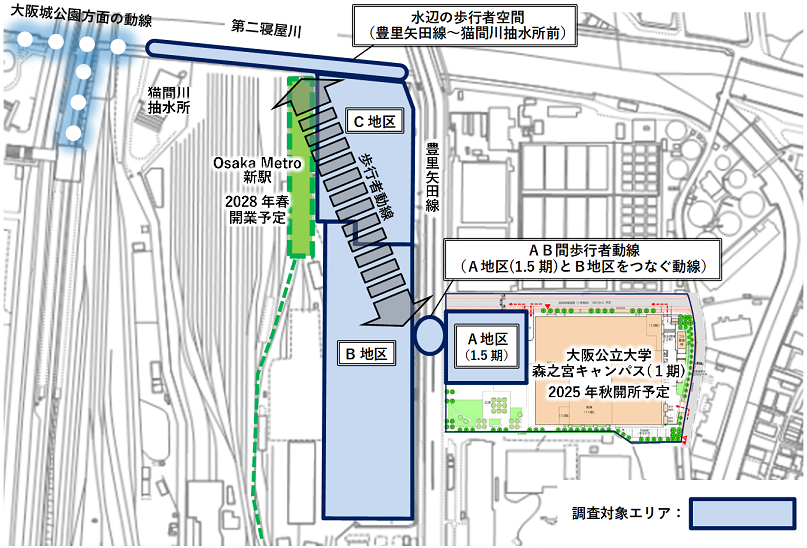 大阪城公園方面の動線
第二寝屋川
水辺の歩行者空間
（豊里矢田線～猫間川抽水所前）
猫間川
抽水所
C 地区
Osaka Metro
新駅
2028 年春
開業予定
歩行者動線
豊里矢田線
ＡＢ間歩行者動線
（Ａ地区(1.5 期)とＢ地区をつなぐ動線）
B 地区
A 地区
（1.5 期）
大阪公立大学
森之宮キャンパス(１期)
2025 年秋開所予定
調査対象エリア：